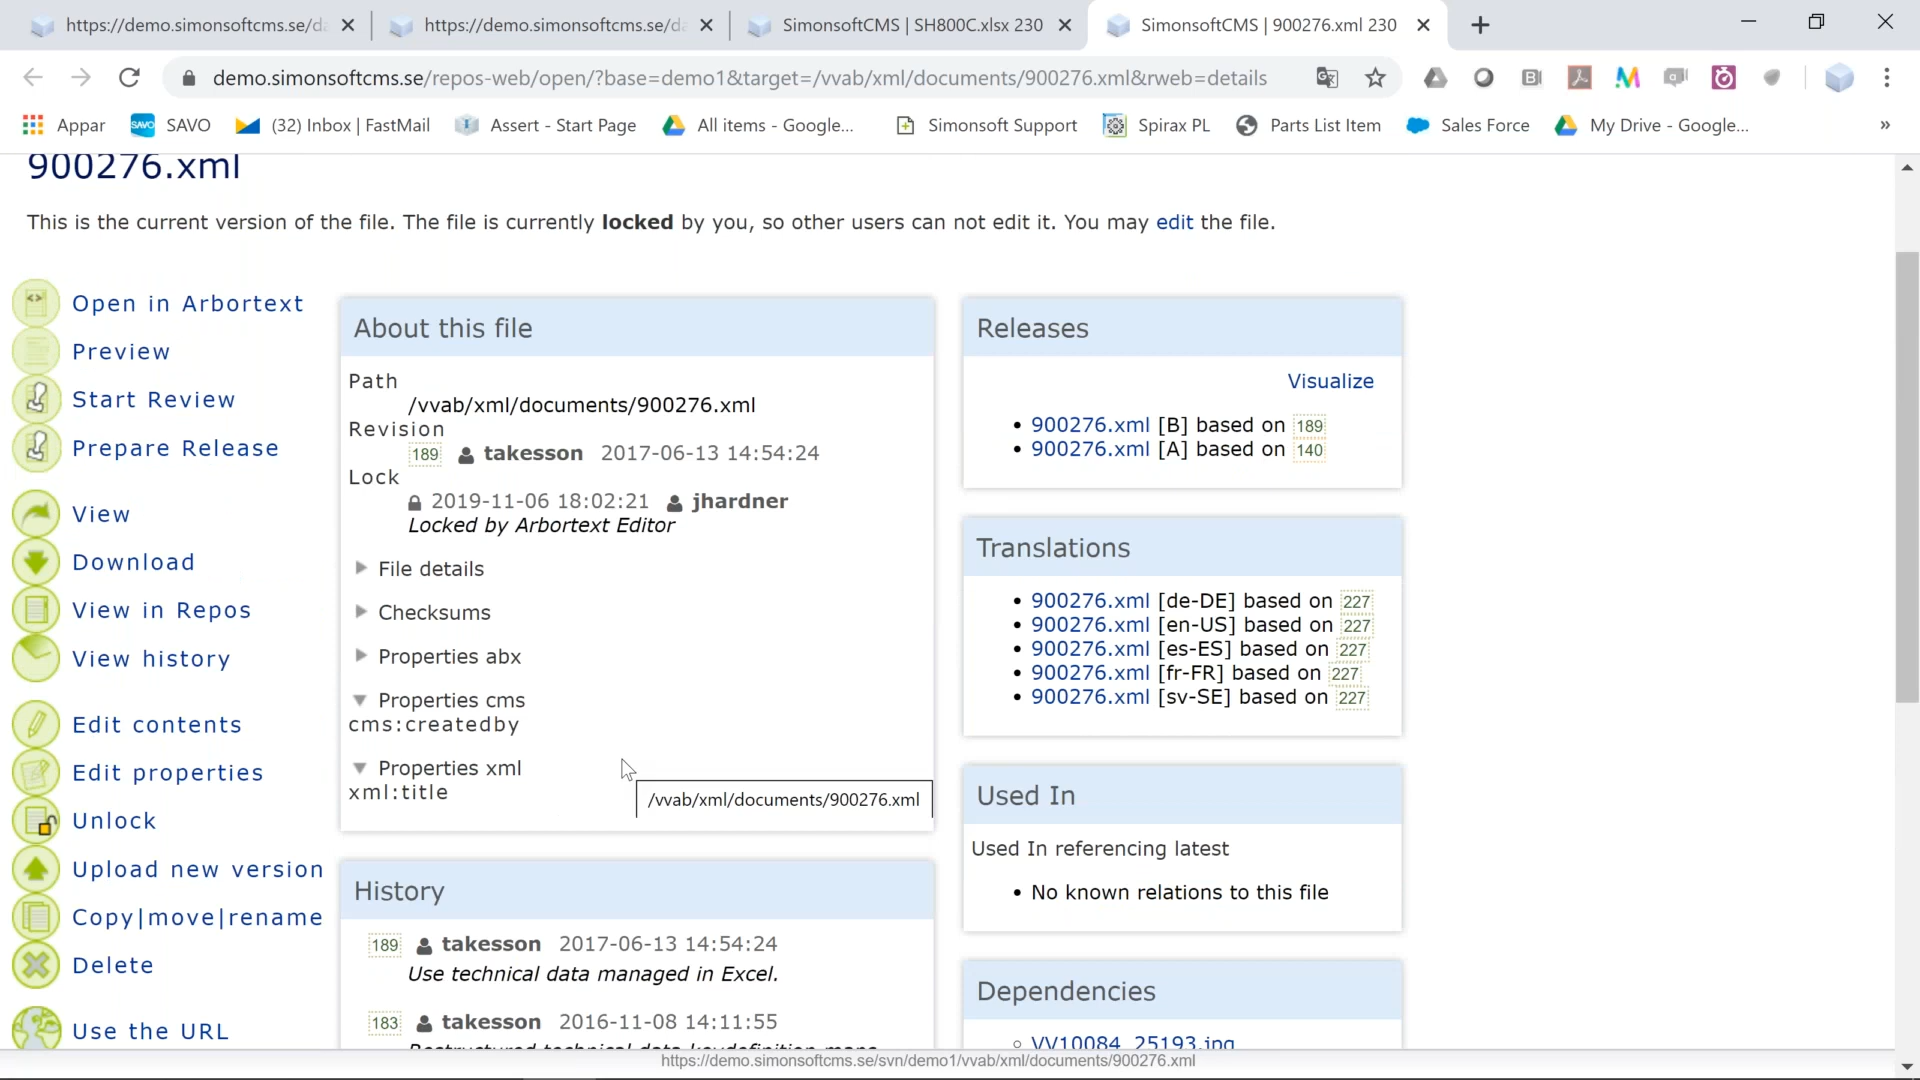 https://demo.simonsoftcms.se/da
https://demo.simonsoftcms.se/da
SimonsoftCMS | SH800C.xlsx 230
SimonsoftCMS | 900276.xml 230
demo.simonsoftcms.se/repos-web/open/?base=demo1&target=/vvab/xml/documents/900276.xml&rweb=details
Appar
SAVO
SAVO
(32) Inbox | FastMail
Assert - Start Page
All items - Google...
Simonsoft Support
Spirax PL
Parts List Item
Sales Force
My Drive - Google...
»
900276.xml
This is the current version of the file. The file is currently locked by you, so other users can not edit it. You may edit the file.
Open in Arbortext
Preview
Start Review
Prepare Release
View
Download
View in Repos
View history
Edit contents
Edit properties
Unlock
Upload new version
Copy|move|rename
Delete
Use the URL
About this file
Path
/vvab/xml/documents/900276.xml
Revision
189 takesson 2017-06-13 14:54:24
Lock
2019-11-06 18:02:21 jhardner
Locked by Arbortext Editor
File details
Checksums
Properties abx
Properties cms
cms:createdby
Properties xml
xml:title
/vvab/xml/documents/900276.xml
History
189 takesson 2017-06-13 14:54:24
Use technical data managed in Excel.
183 takesson 2016-11-08 14:11:55
Restructured technical data keydefinition maps
Releases
Visualize
• 900276.xml [B] based on 189
• 900276.xml [A] based on 140
Translations
• 900276.xml [de-DE] based on 227
• 900276.xml [en-US] based on 227
• 900276.xml [es-ES] based on 227
• 900276.xml [fr-FR] based on 227
• 900276.xml [sv-SE] based on 227
Used In
Used In referencing latest
• No known relations to this file
Dependencies
VV10084_25193.jpg
https://demo.simonsoftcms.se/svn/demo1/vvab/xml/documents/900276.xml